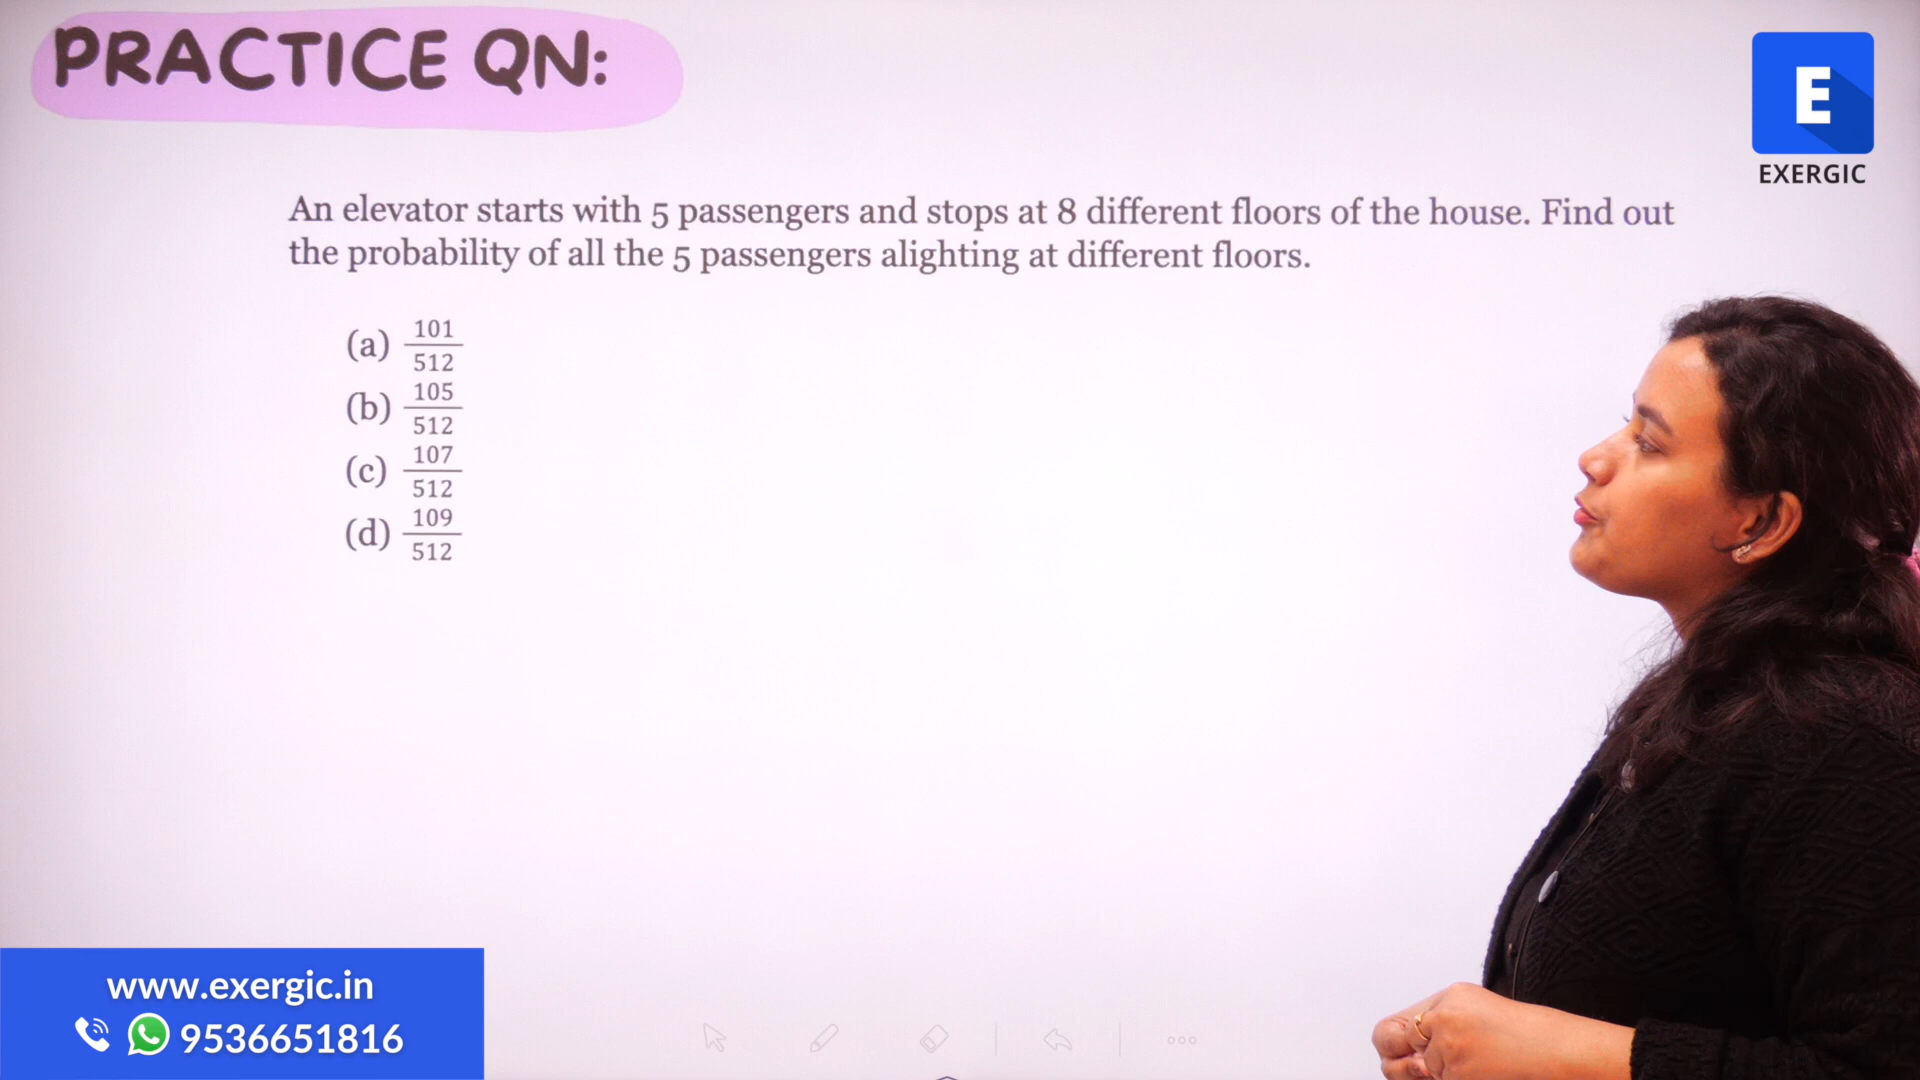 PRACTICE QN:
E
EXERGIC
An elevator starts with 5 passengers and stops at 8 different floors of the house. Find out
the probability of all the 5 passengers alighting at different floors.
(a) 101/512
(b) 105/512
(c) 107/512
(d) 109/512
www.exergic.in
9536651816